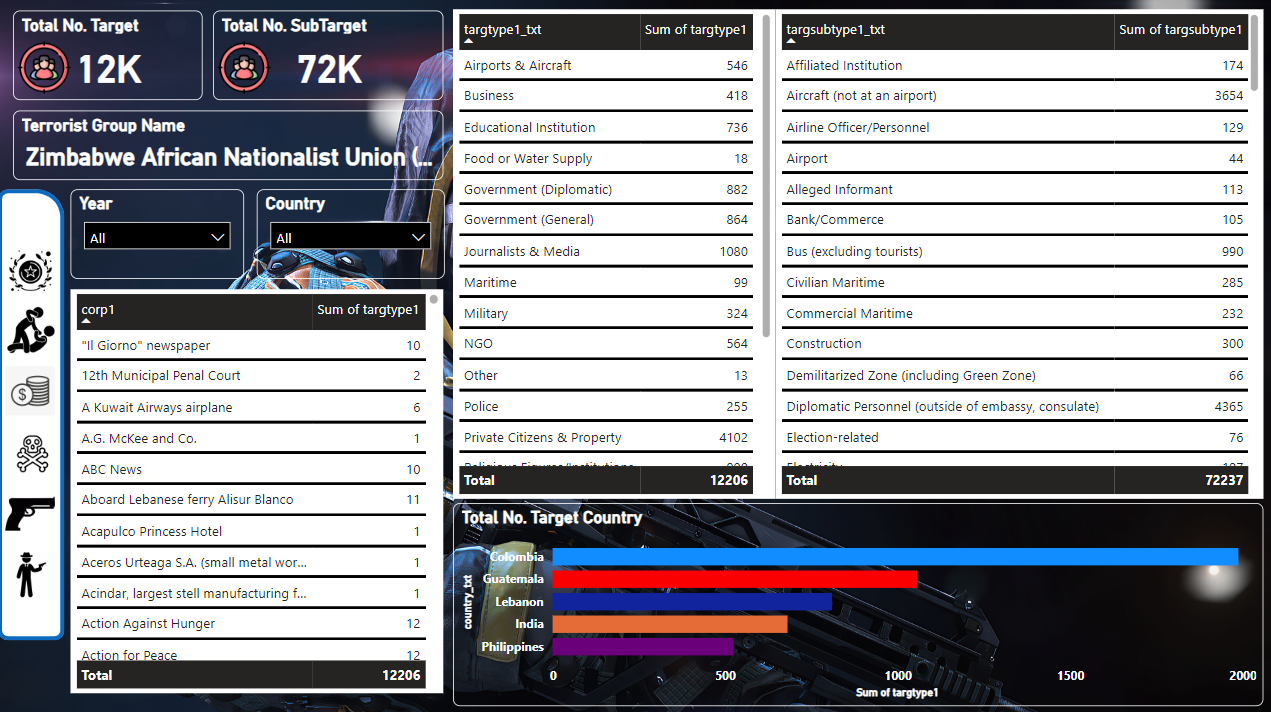 Total No. Target
12K
Total No. SubTarget
72K
Terrorist Group Name
Zimbabwe African Nationalist Union (...
Year
All
Country
All
corp1 Sum of targtype1
"Il Giorno" newspaper 10
12th Municipal Penal Court 2
A Kuwait Airways airplane 6
A.G. McKee and Co. 1
ABC News 10
Aboard Lebanese ferry Alisur Blanco 11
Acapulco Princess Hotel 1
Aceros Urteaga S.A. (small metal wor... 1
Acindar, largest stell manufacturing f... 1
Action Against Hunger 12
Action for Peace 12
Total 12206
targtype1_txt Sum of targtype1
Airports & Aircraft 546
Business 418
Educational Institution 736
Food or Water Supply 18
Government (Diplomatic) 882
Government (General) 864
Journalists & Media 1080
Maritime 99
Military 324
NGO 564
Other 13
Police 255
Private Citizens & Property 4102
Religious Figures/Institutions
Total 12206
targsubtype1_txt Sum of targsubtype1
Affiliated Institution 174
Aircraft (not at an airport) 3654
Airline Officer/Personnel 129
Airport 44
Alleged Informant 113
Bank/Commerce 105
Bus (excluding tourists) 990
Civilian Maritime 285
Commercial Maritime 232
Construction 300
Demilitarized Zone (including Green Zone) 66
Diplomatic Personnel (outside of embassy, consulate) 4365
Election-related 76
Electricity
Total 72237
Total No. Target Country
country_txt
Colombia
Guatemala
Lebanon
India
Philippines
0 500 1000 1500 2000
Sum of targtype1